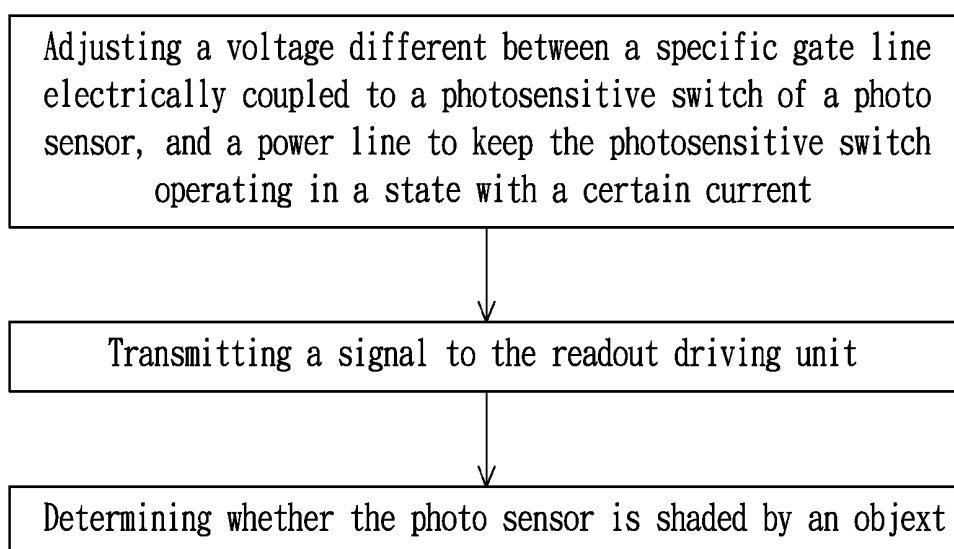 Adjusting a voltage different between a specific gate line
electrically coupled to a photosensitive switch of a photo
sensor, and a power line to keep the photosensitive switch
operating in a state with a certain current
Transmitting a signal to the readout driving unit
Determining whether the photo sensor is shaded by an objext